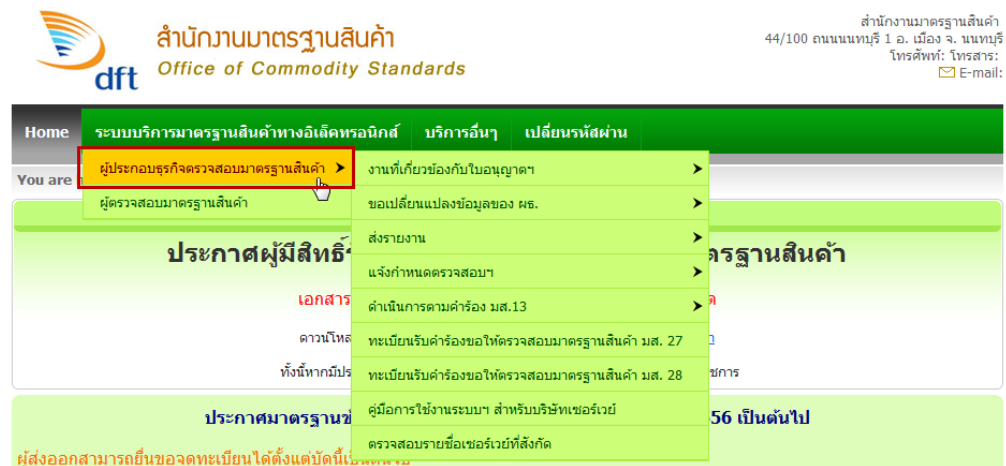 สำนักงานมาตรฐานสินค้า
Office of Commodity Standards
dft
สำนักงานมาตรฐานสินค้า
44/100 ถนนนนทบุรี 1 อ. เมือง จ. นนทบุรี
โทรศัพท์: โทรสาร:
E-mail:
Home ระบบบริการมาตรฐานสินค้าทางอิเล็คทรอนิกส์ บริการอื่นๆ เปลี่ยนรหัสผ่าน
You are
ผู้ประกอบธุรกิจตรวจสอบมาตรฐานสินค้า
ผู้ตรวจสอบมาตรฐานสินค้า
งานที่เกี่ยวข้องกับใบอนุญาตฯ
ขอเปลี่ยนแปลงข้อมูลของ ผธ.
ส่งรายงาน
แจ้งกำหนดตรวจสอบฯ
ดำเนินการตามคำร้อง มส.13
ทะเบียนรับคำร้องขอให้ตรวจสอบมาตรฐานสินค้า มส. 27
ทะเบียนรับคำร้องขอให้ตรวจสอบมาตรฐานสินค้า มส. 28
คู่มือการใช้งานระบบฯ สำหรับบริษัทเซอร์เวย์
ตรวจสอบรายชื่อเซอร์เวย์ที่สังกัด
ประกาศผู้มีสิทธิ์ ตรฐานสินค้า
เอกสาร
ดาวน์โหล
ทั้งนี้หากมีปร ชการ
ประกาศมาตรฐานข 56 เป็นต้นไป
ผู้ส่งออกสามารถยื่นขอจดทะเบียนได้ตั้งแต่บัดนี้เป็นต้นไป